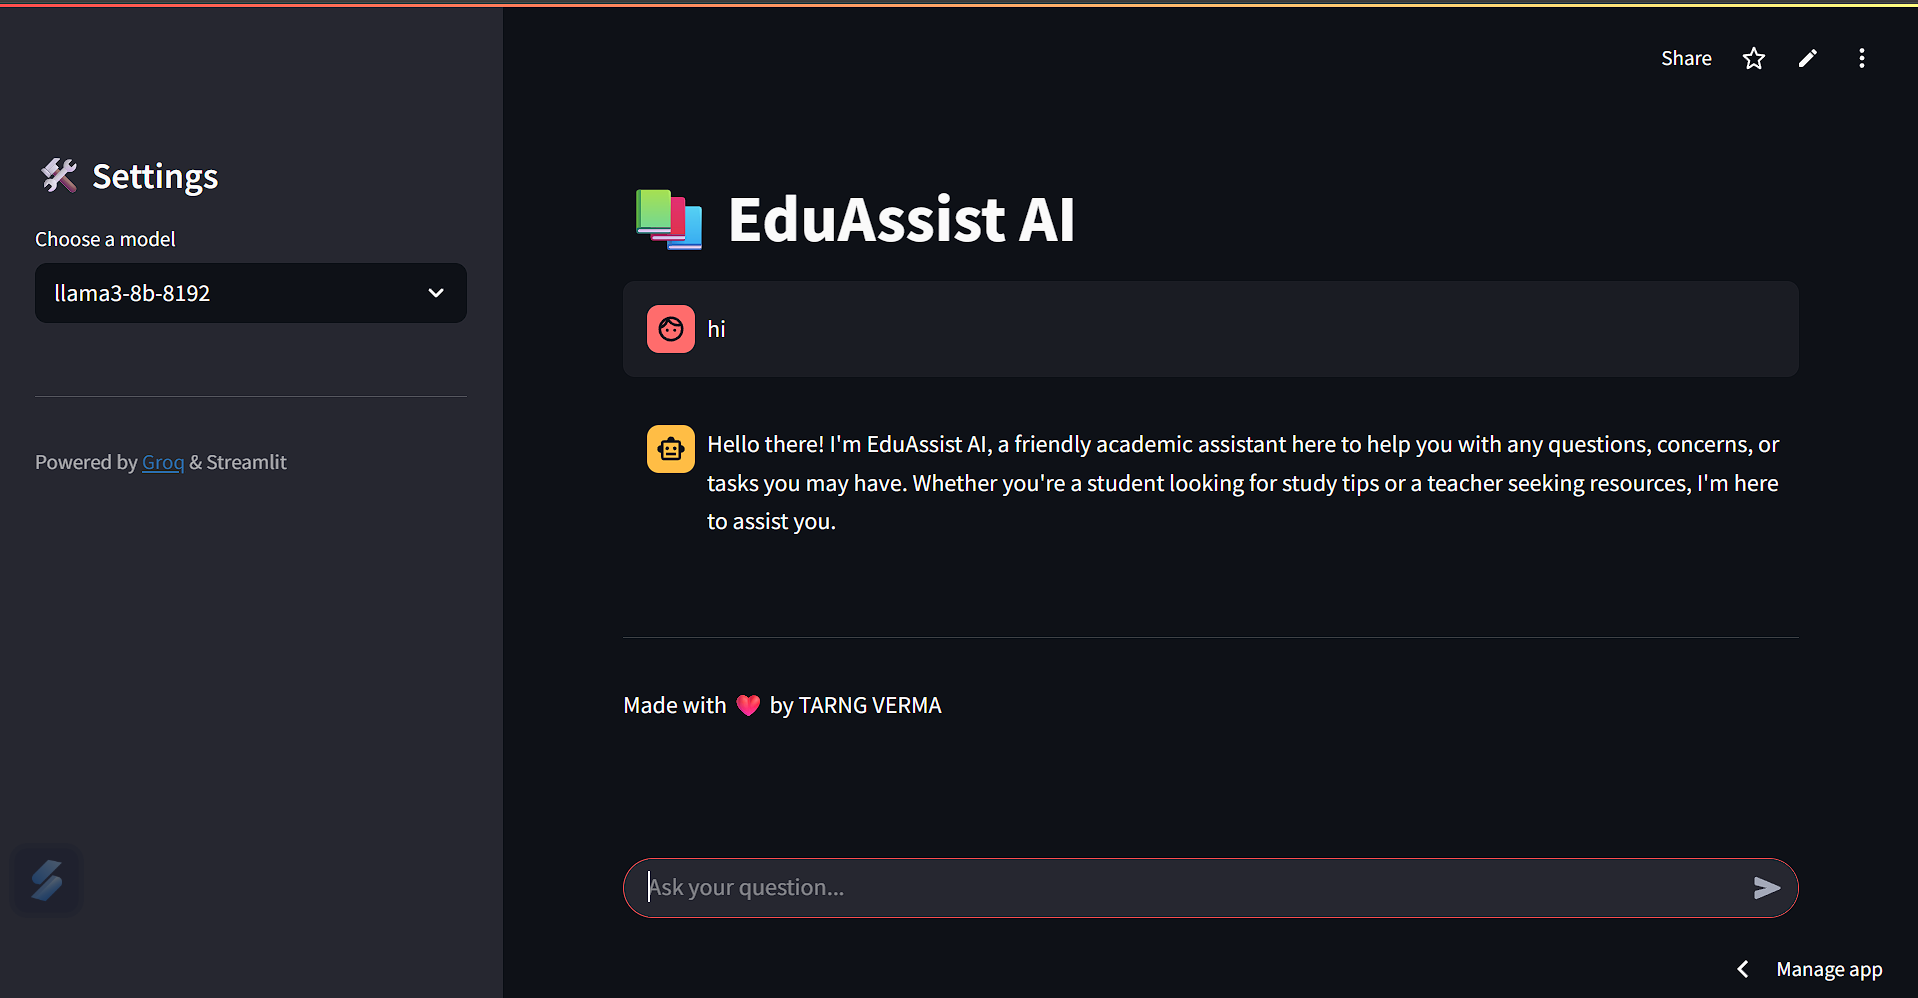 Share
Settings
Choose a model
llama3-8b-8192
Powered by Groq & Streamlit
EduAssist AI
hi
Hello there! I'm EduAssist AI, a friendly academic assistant here to help you with any questions, concerns, or
tasks you may have. Whether you're a student looking for study tips or a teacher seeking resources, I'm here
to assist you.
Made with ❤️ by TARNG VERMA
Ask your question...
Manage app